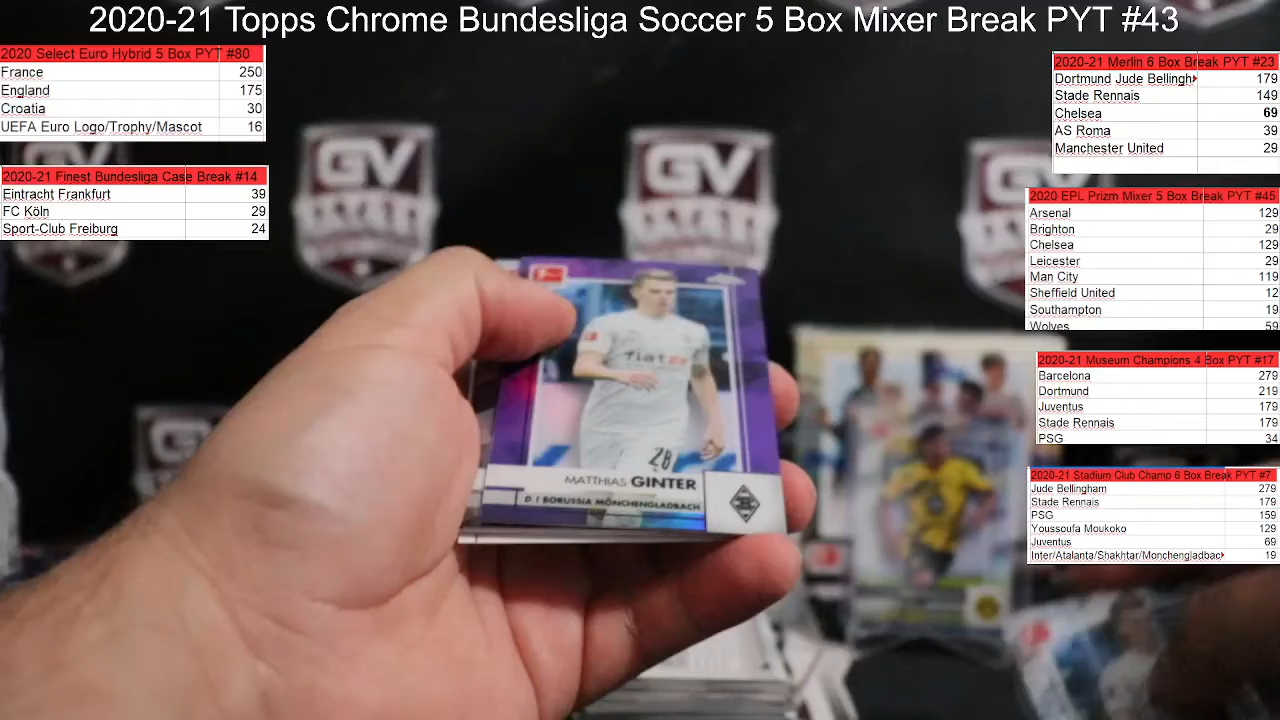 2020-21 Topps Chrome Bundesliga Soccer 5 Box Mixer Break PYT #43
2020 Select Euro Hybrid 5 Box PYT #80
France 250
England 175
Croatia 30
UEFA Euro Logo/Trophy/Mascot 16
2020-21 Finest Bundesliga Case Break #14
Eintracht Frankfurt 39
FC Köln 29
Sport-Club Freiburg 24
2020-21 Merlin 6 Box Break PYT #23
Dortmund Jude Bellingh 179
Stade Rennais 149
Chelsea 69
AS Roma 39
Manchester United 29
2020 EPL Prizm Mixer 5 Box Break PYT #45
Arsenal 129
Brighton 29
Chelsea 129
Leicester 29
Man City 119
Sheffield United 12
Southampton 19
Wolves 59
2020-21 Museum Champions 4 Box PYT #17
Barcelona 279
Dortmund 219
Juventus 179
Stade Rennais 179
PSG 34
2020-21 Stadium Club Champ 6 Box Break PYT #7
Jude Bellingham 279
Stade Rennais 179
PSG 159
Youssoufa Moukoko 129
Juventus 69
Inter/Atalanta/Shakhtar/Monchengladbac 19
GV
GV
GV
28
MATTHIAS GINTER
D / BORUSSIA MÖNCHENGLADBACH